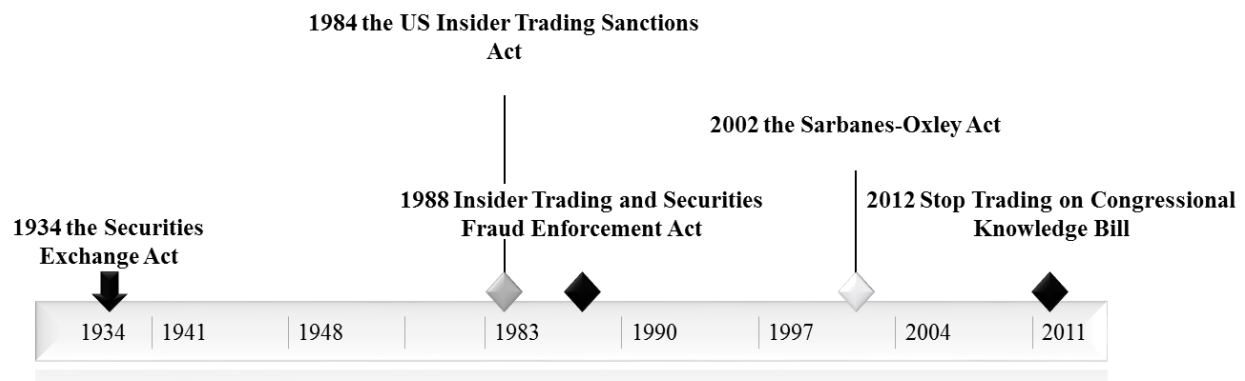 1984 the US Insider Trading Sanctions
Act
2002 the Sarbanes-Oxley Act
1988 Insider Trading and Securities
Fraud Enforcement Act
2012 Stop Trading on Congressional
Knowledge Bill
1934 the Securities
Exchange Act
1934 1941 1948 1983 1990 1997 2004 2011